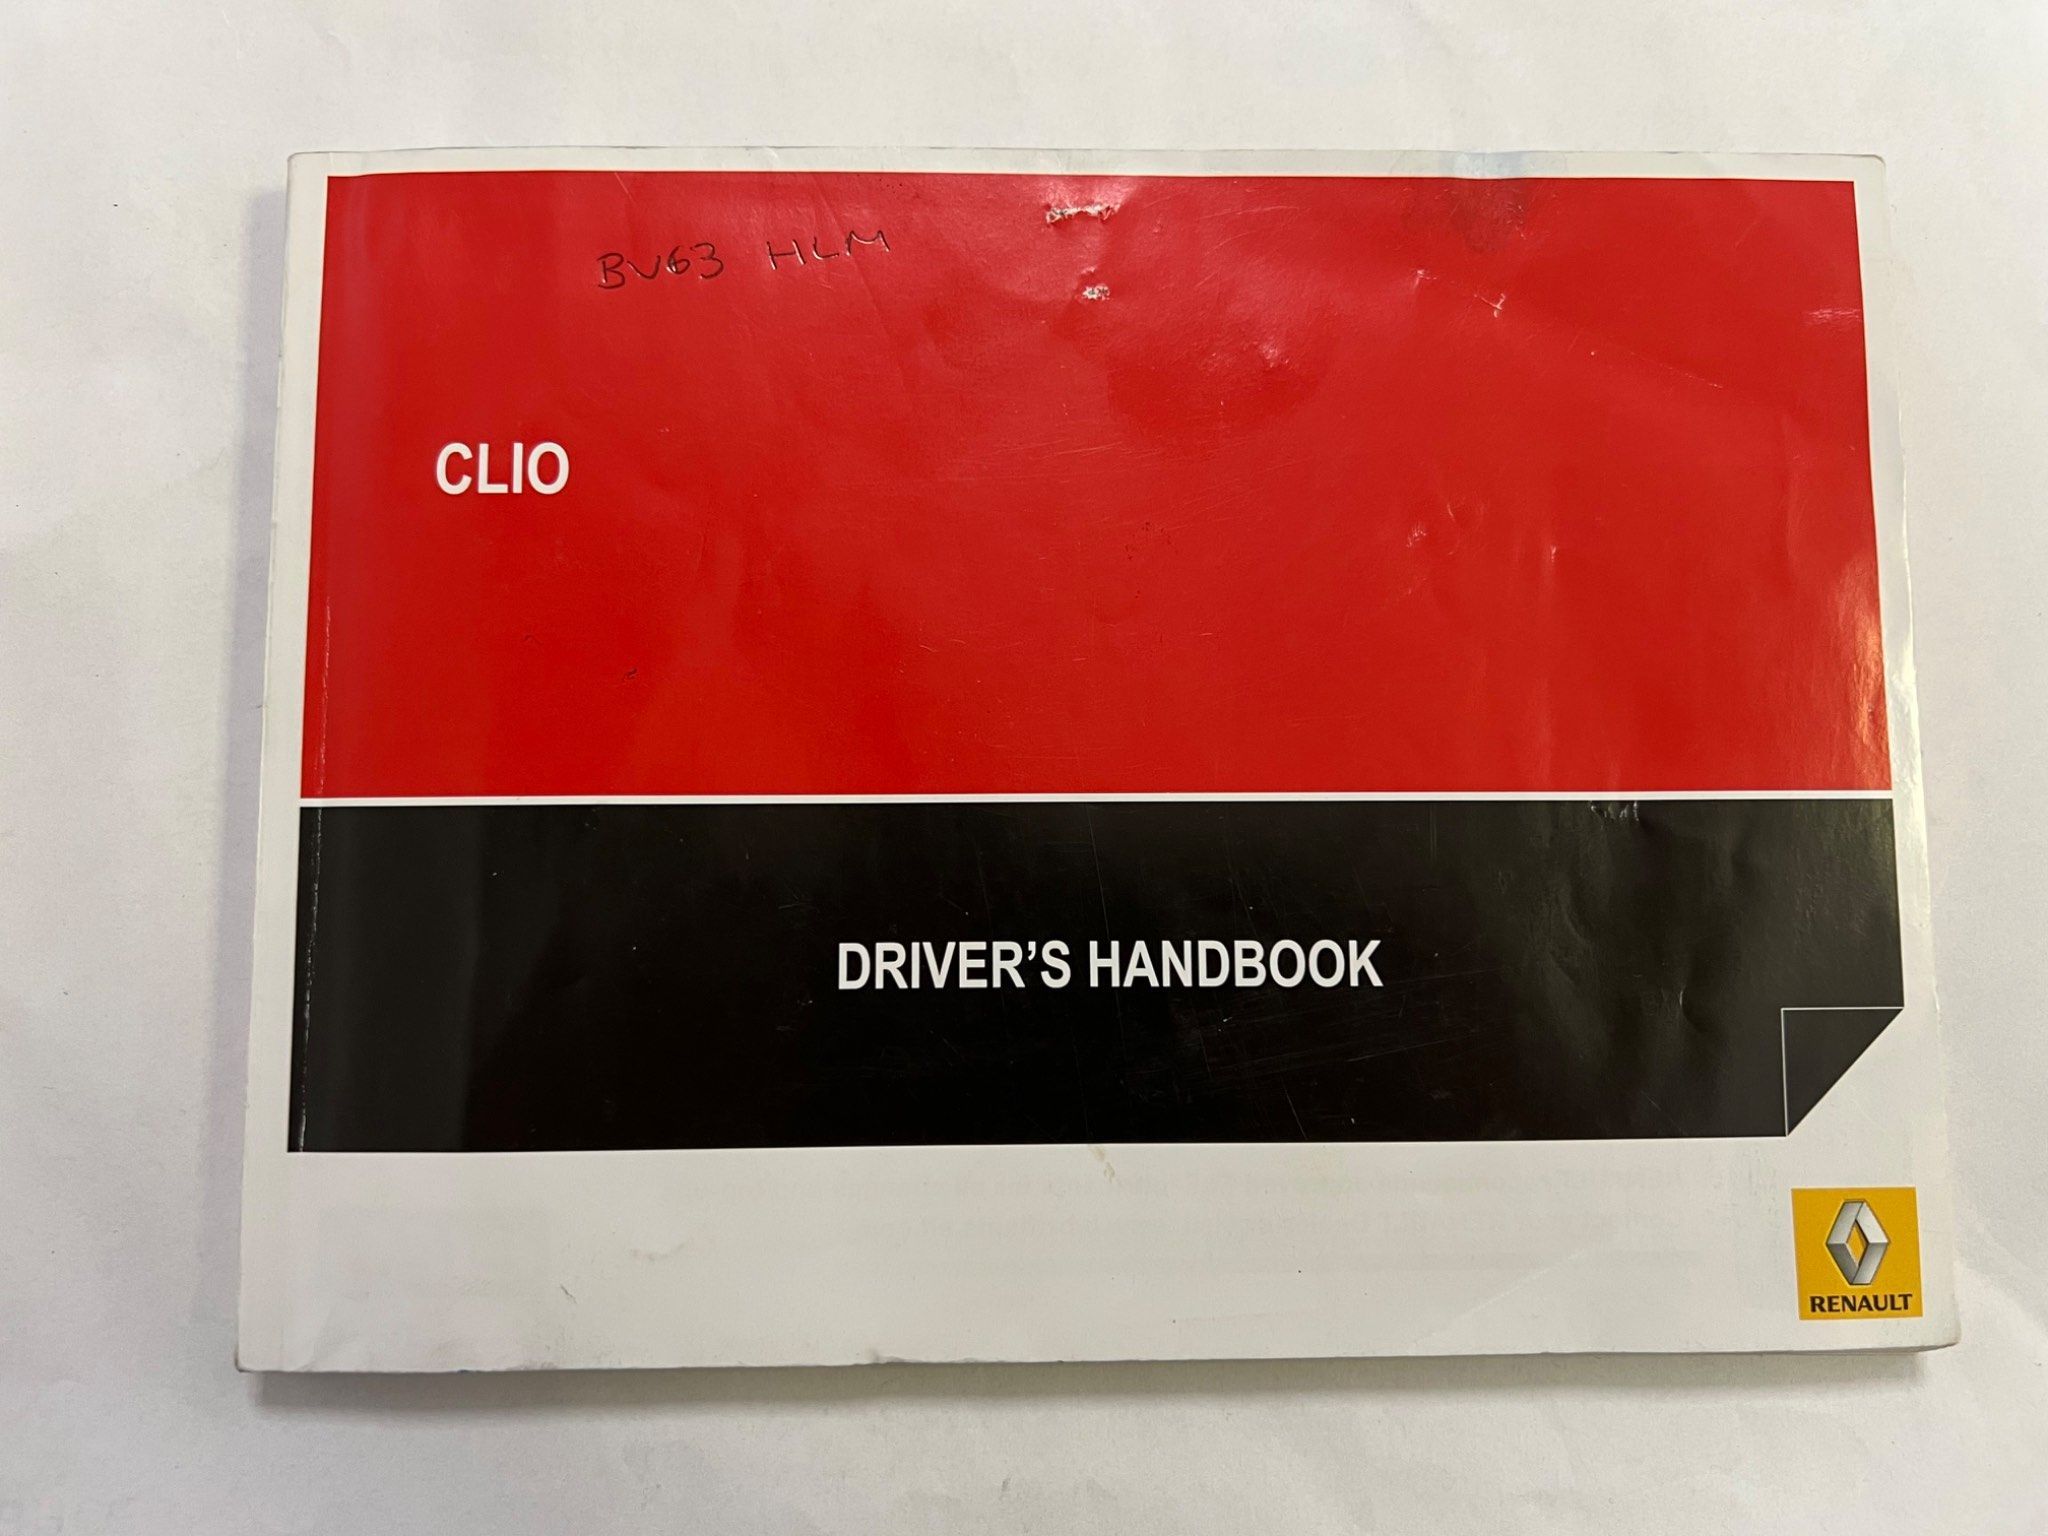 BV63 HLM
CLIO
DRIVER'S HANDBOOK
RENAULT